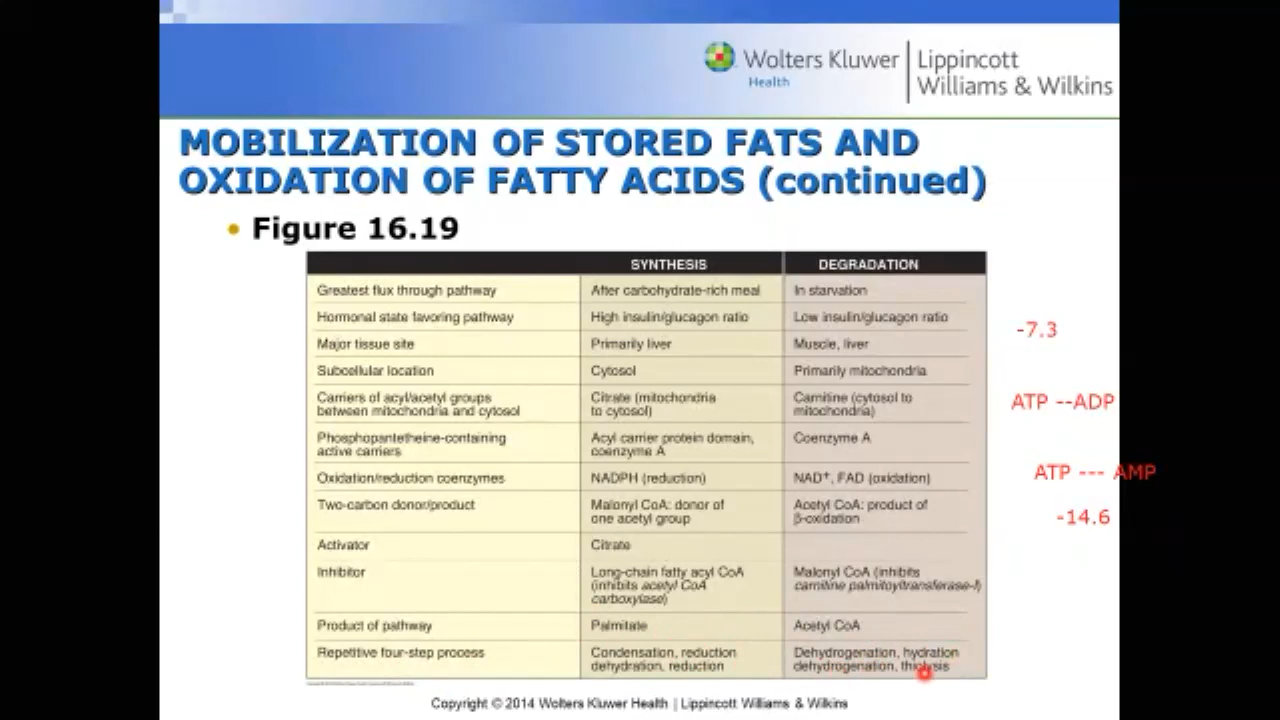 Wolters Kluwer
Health
Lippincott
Williams & Wilkins
MOBILIZATION OF STORED FATS AND
OXIDATION OF FATTY ACIDS (continued)
• Figure 16.19
SYNTHESIS DEGRADATION
Greatest flux through pathway After carbohydrate-rich meal In starvation
Hormonal state favoring pathway High insulin/glucagon ratio Low insulin/glucagon ratio
-7.3
Major tissue site Primarily liver Muscle, liver
Subcellular location Cytosol Primarily mitochondria
Carriers of acyl/acetyl groups Citrate (mitochondria Carnitine (cytosol to
between mitochondria and cytosol to cytosol) mitochondria)
ATP --ADP
Phosphopantetheine-containing Acyl carrier protein domain, Coenzyme A
active carriers coenzyme A
Oxidation/reduction coenzymes NADPH (reduction) NAD⁺, FAD (oxidation)
ATP --- AMP
Two-carbon donor/product Malonyl CoA: donor of Acetyl CoA: product of
one acetyl group β-oxidation
-14.6
Activator Citrate
Inhibitor Long-chain fatty acyl CoA Malonyl CoA (inhibits
(inhibits acetyl CoA carnitine palmitoyltransferase-I)
carboxylase)
Product of pathway Palmitate Acetyl CoA
Repetitive four-step process Condensation, reduction Dehydrogenation, hydration
dehydration, reduction dehydrogenation, thiolysis
Copyright © 2014 Wolters Kluwer Health | Lippincott Williams & Wilkins